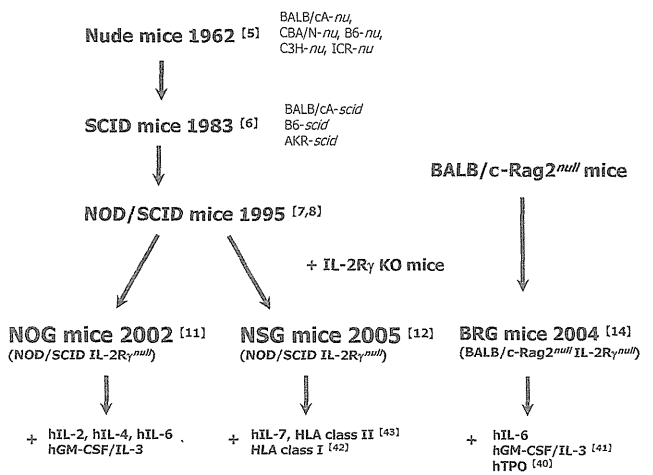 Nude mice 1962 [5]
BALB/cA-nu,
CBA/N-nu, B6-nu,
C3H-nu, ICR-nu
SCID mice 1983 [6]
BALB/cA-scid
B6-scid
AKR-scid
BALB/c-Rag2null mice
NOD/SCID mice 1995 [7,8]
+ IL-2Rγ KO mice
NOG mice 2002 [11]
(NOD/SCID IL-2Rγnull)
NSG mice 2005 [12]
(NOD/SCID IL-2Rγnull)
BRG mice 2004 [14]
(BALB/c-Rag2null IL-2Rγnull)
+ hIL-2, hIL-4, hIL-6
hGM-CSF/IL-3
+ hIL-7, HLA class II [43]
HLA class I [42]
+ hIL-6
hGM-CSF/IL-3 [41]
hTPO [40]